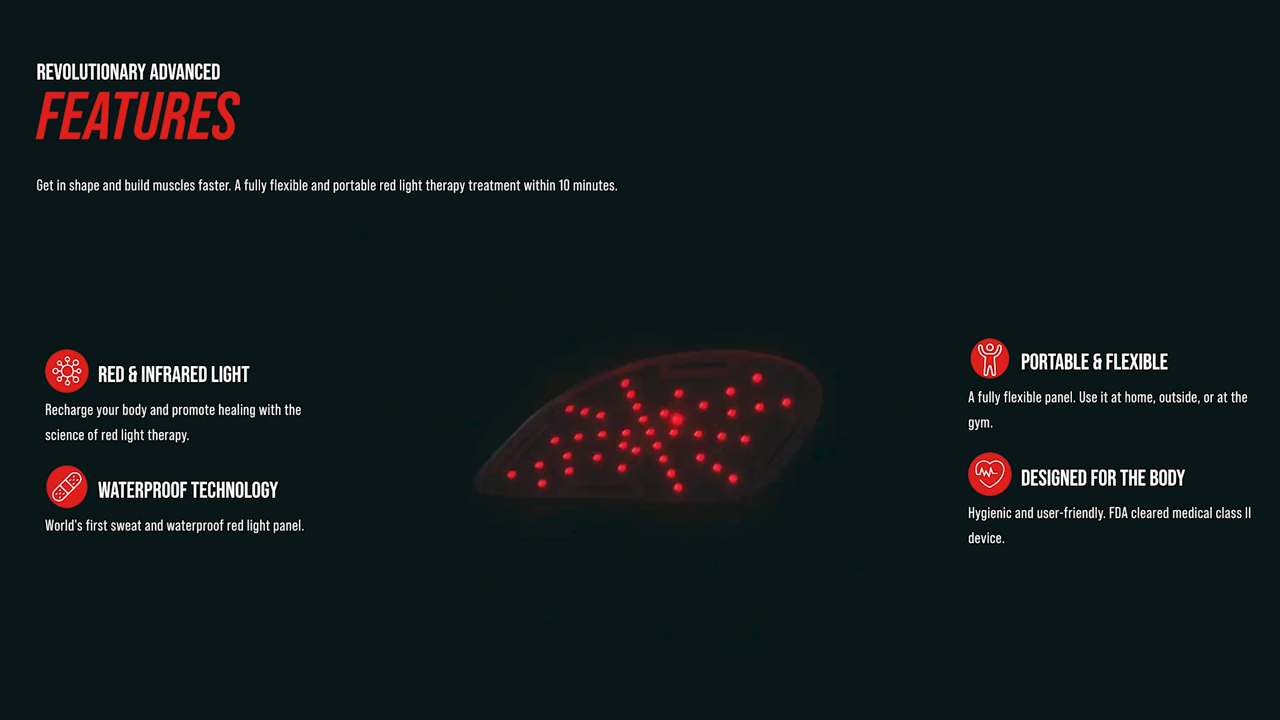 REVOLUTIONARY ADVANCED
FEATURES
Get in shape and build muscles faster. A fully flexible and portable red light therapy treatment within 10 minutes.
RED & INFRARED LIGHT
Recharge your body and promote healing with the
science of red light therapy.
WATERPROOF TECHNOLOGY
World's first sweat and waterproof red light panel.
PORTABLE & FLEXIBLE
A fully flexible panel. Use it at home, outside, or at the
gym.
DESIGNED FOR THE BODY
Hygienic and user-friendly. FDA cleared medical class II
device.